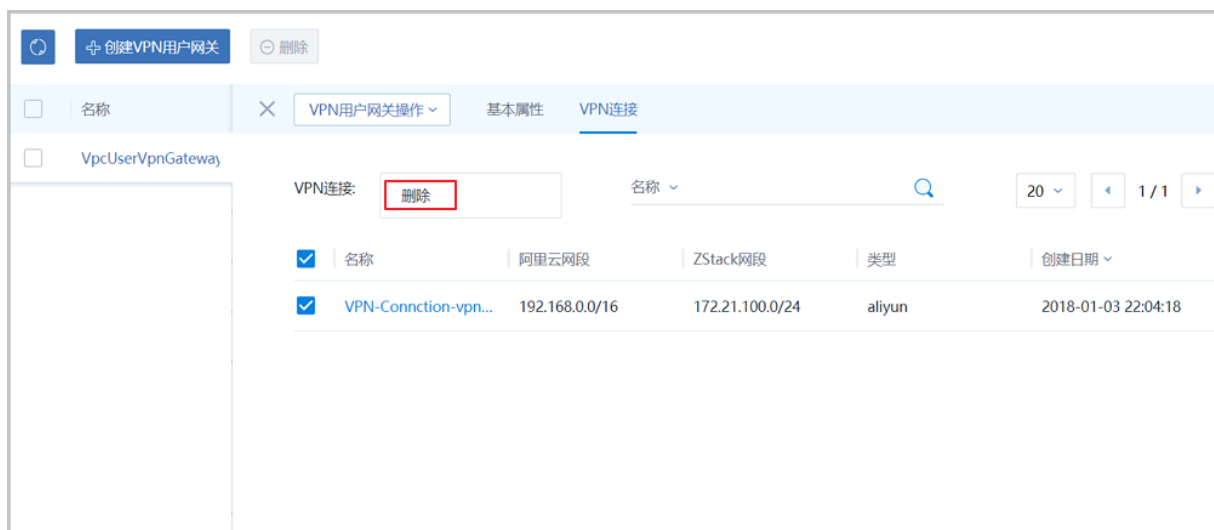 创建VPN用户网关 删除
名称 VPN用户网关操作 基本属性 VPN连接
VpcUserVpnGateway
VPN连接: 删除 名称 20 1 / 1
名称 阿里云网段 ZStack网段 类型 创建日期
VPN-Connction-vpn... 192.168.0.0/16 172.21.100.0/24 aliyun 2018-01-03 22:04:18